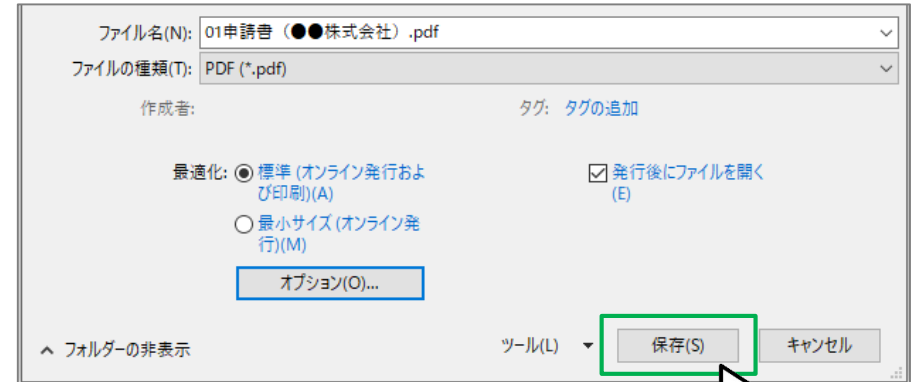 ファイル名(N): 01申請書（●●株式会社）.pdf
ファイルの種類(T): PDF (*.pdf)
作成者: タグ: タグの追加
最適化: 標準 (オンライン発行およ
び印刷)(A)
発行後にファイルを開く
(E)
最小サイズ (オンライン発
行)(M)
オプション(O)...
フォルダーの非表示 ツール(L) 保存(S) キャンセル